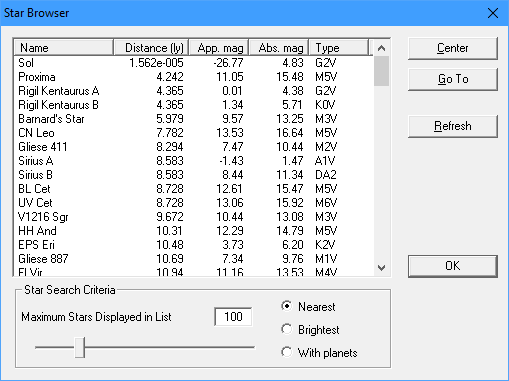 Star Browser
Name Distance (ly) App. mag Abs. mag Type
Sol 1.562e-005 -26.77 4.83 G2V
Proxima 4.242 11.05 15.48 M5V
Rigil Kentaurus A 4.365 0.01 4.38 G2V
Rigil Kentaurus B 4.365 1.34 5.71 K0V
Barnard's Star 5.979 9.57 13.25 M3V
CN Leo 7.782 13.53 16.64 M5V
Gliese 411 8.294 7.47 10.44 M2V
Sirius A 8.583 -1.43 1.47 A1V
Sirius B 8.583 8.44 11.34 DA2
BL Cet 8.728 12.61 15.47 M5V
UV Cet 8.728 13.06 15.92 M6V
V1216 Sgr 9.672 10.44 13.08 M3V
HH And 10.31 12.29 14.79 M5V
EPS Eri 10.48 3.73 6.20 K2V
Gliese 887 10.69 7.34 9.76 M1V
FI Vir 10.94 11.16 13.53 M4V
Center
Go To
Refresh
OK
Star Search Criteria
Maximum Stars Displayed in List 100
Nearest
Brightest
With planets